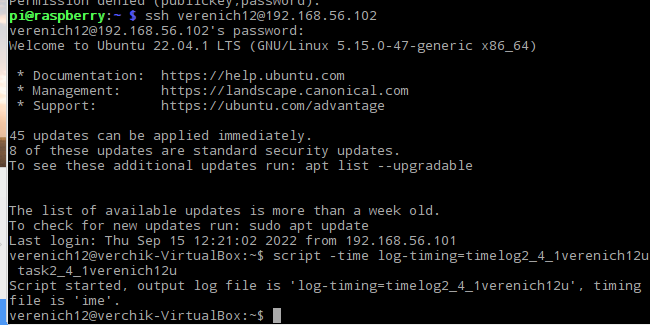 Permission denied (publickey,password).
pi@raspberry:~ $ ssh verenich12@192.168.56.102
verenich12@192.168.56.102's password:
Welcome to Ubuntu 22.04.1 LTS (GNU/Linux 5.15.0-47-generic x86_64)
* Documentation:  https://help.ubuntu.com
* Management:     https://landscape.canonical.com
* Support:        https://ubuntu.com/advantage
45 updates can be applied immediately.
8 of these updates are standard security updates.
To see these additional updates run: apt list --upgradable
The list of available updates is more than a week old.
To check for new updates run: sudo apt update
Last login: Thu Sep 15 12:21:02 2022 from 192.168.56.101
verenich12@verchik-VirtualBox:~$ script -time log-timing=timelog2_4_1verenich12u
task2_4_1verenich12u
Script started, output log file is 'log-timing=timelog2_4_1verenich12u', timing
file is 'ime'.
verenich12@verchik-VirtualBox:~$